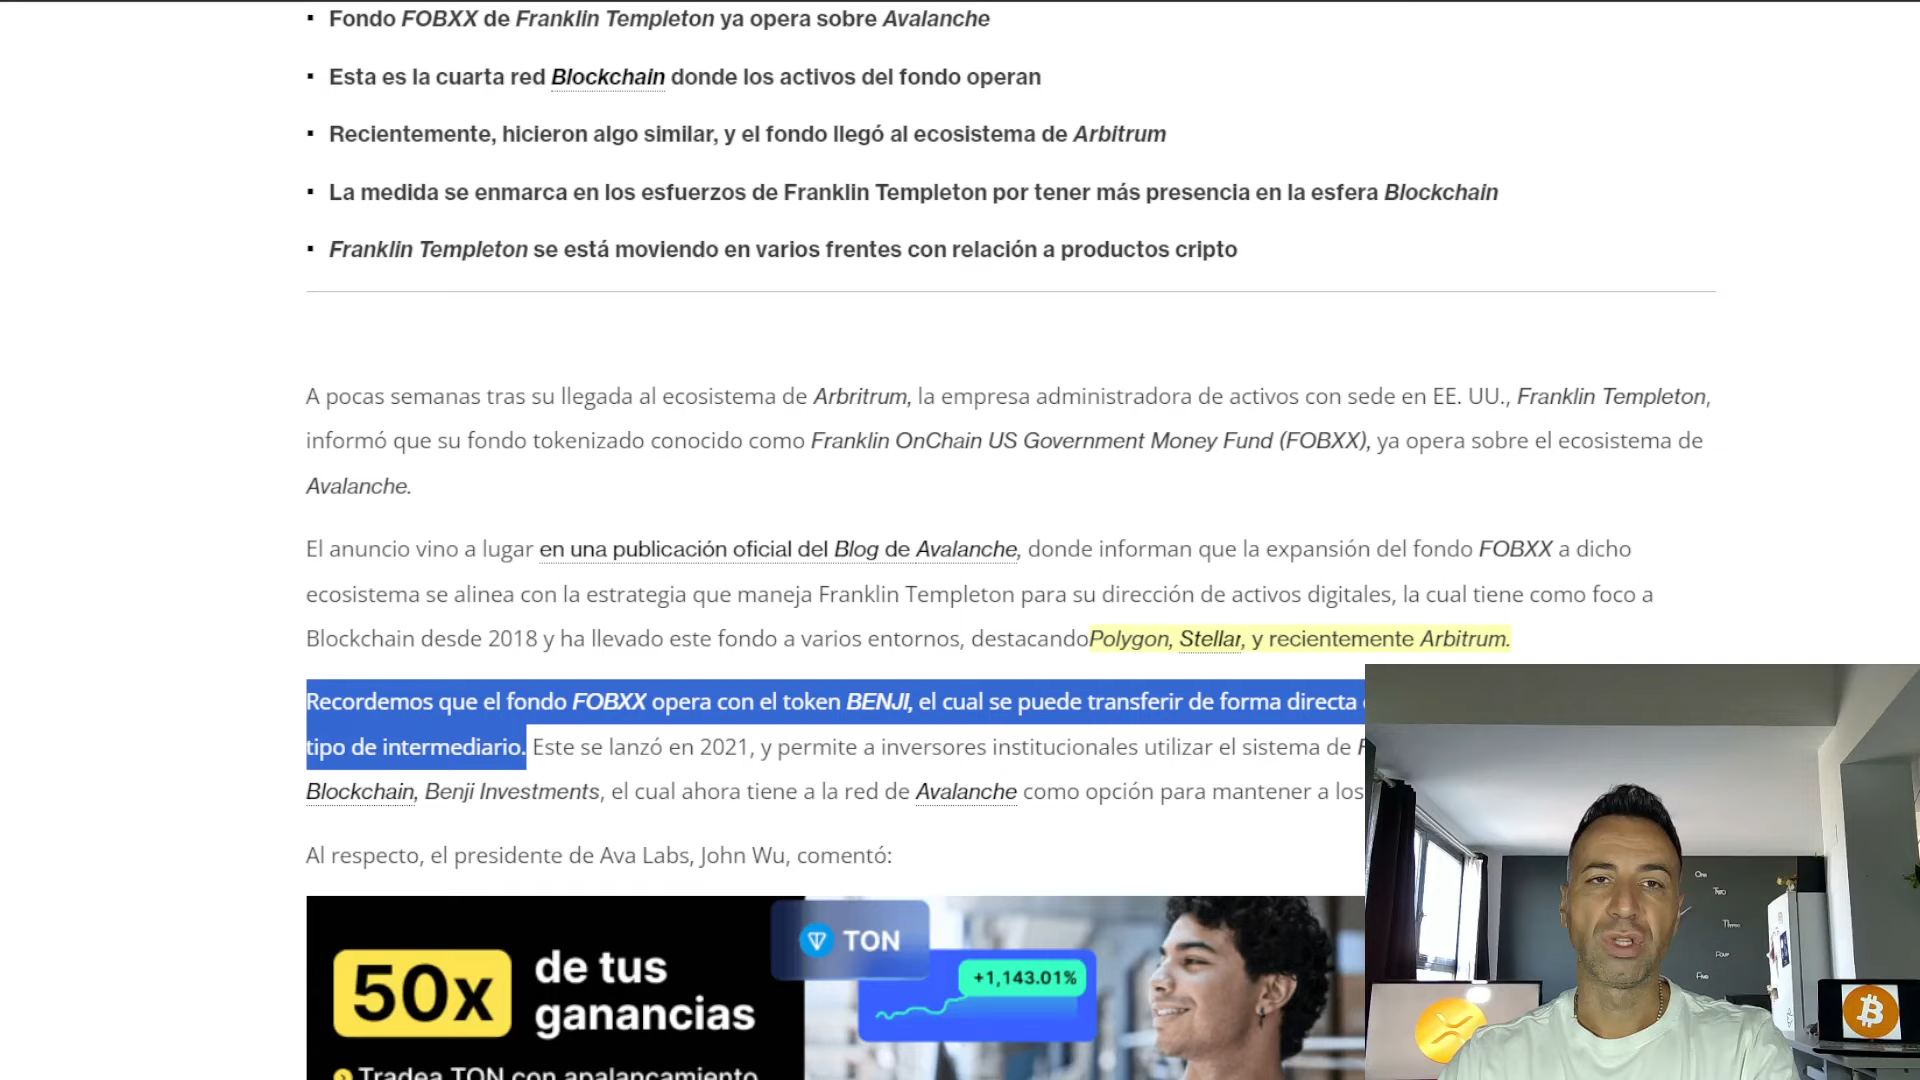 Fondo FOBXX de Franklin Templeton ya opera sobre Avalanche
Esta es la cuarta red Blockchain donde los activos del fondo operan
Recientemente, hicieron algo similar, y el fondo llegó al ecosistema de Arbitrum
La medida se enmarca en los esfuerzos de Franklin Templeton por tener más presencia en la esfera Blockchain
Franklin Templeton se está moviendo en varios frentes con relación a productos cripto
A pocas semanas tras su llegada al ecosistema de Arbritrum, la empresa administradora de activos con sede en EE. UU., Franklin Templeton,
informó que su fondo tokenizado conocido como Franklin OnChain US Government Money Fund (FOBXX), ya opera sobre el ecosistema de
Avalanche.
El anuncio vino a lugar en una publicación oficial del Blog de Avalanche, donde informan que la expansión del fondo FOBXX a dicho
ecosistema se alinea con la estrategia que maneja Franklin Templeton para su dirección de activos digitales, la cual tiene como foco a
Blockchain desde 2018 y ha llevado este fondo a varios entornos, destacandoPolygon, Stellar, y recientemente Arbitrum.
Recordemos que el fondo FOBXX opera con el token BENJI, el cual se puede transferir de forma directa
tipo de intermediario. Este se lanzó en 2021, y permite a inversores institucionales utilizar el sistema de
Blockchain, Benji Investments, el cual ahora tiene a la red de Avalanche como opción para mantener a los
Al respecto, el presidente de Ava Labs, John Wu, comentó:
50x de tus ganancias
TON
+1,143.01%
Tradea TON con apalancamiento
One
Two
Three
Four
Five